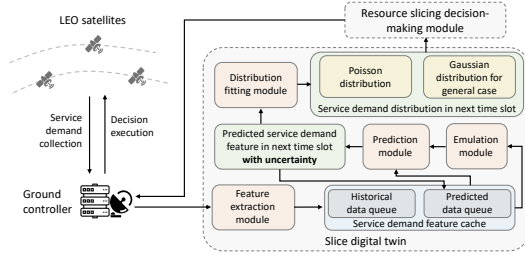 LEO satellites
Resource slicing decision-
making module
Distribution
fitting module
Poisson
distribution
Gaussian
distribution for
general case
Service demand distribution in next time slot
Service
demand
collection
Decision
execution
Predicted service demand
feature in next time slot
with uncertainty
Prediction
module
Emulation
module
Ground
controller
Feature
extraction
module
Historical
data queue
Predicted
data queue
Service demand feature cache
Slice digital twin